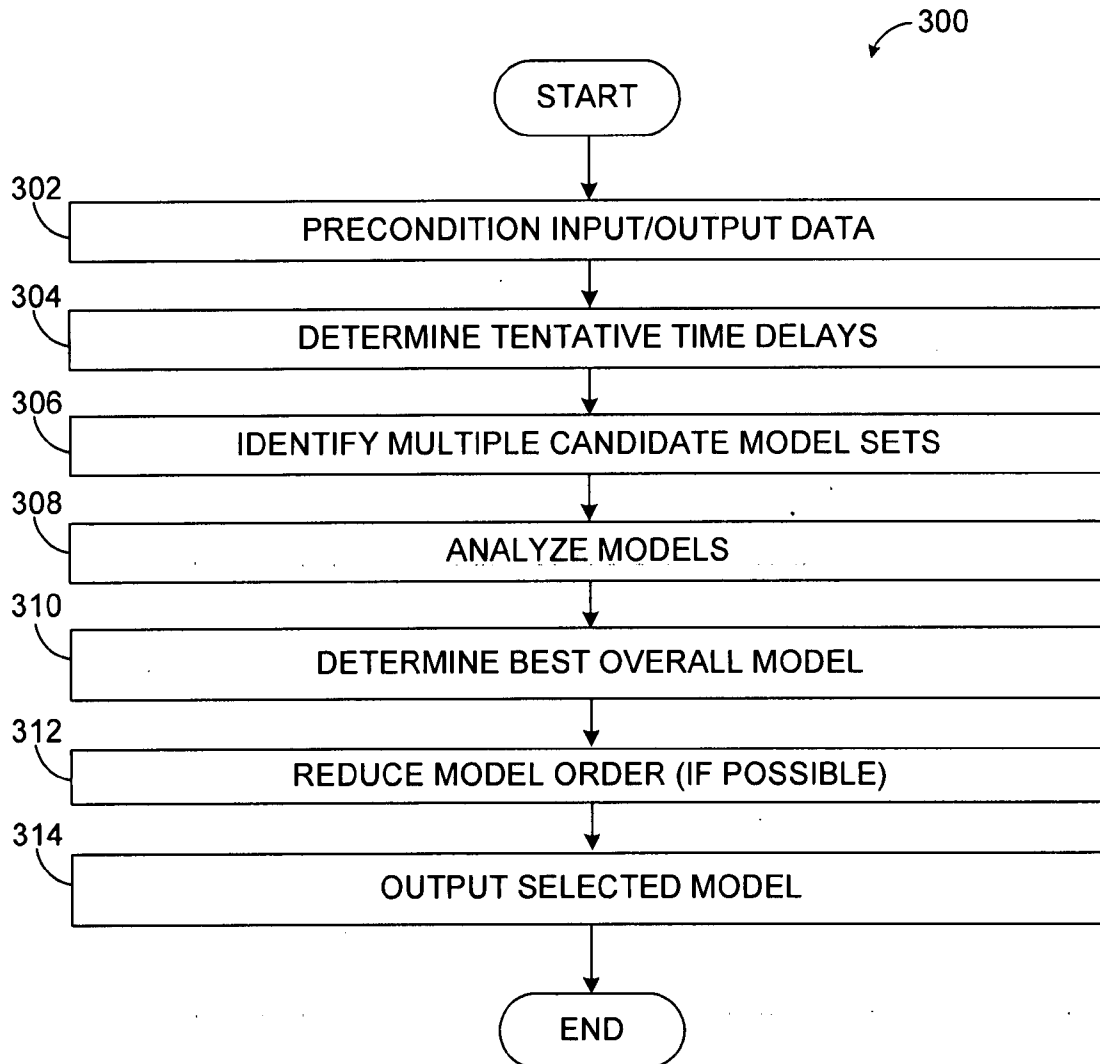 300
START
302
PRECONDITION INPUT/OUTPUT DATA
304
DETERMINE TENTATIVE TIME DELAYS
306
IDENTIFY MULTIPLE CANDIDATE MODEL SETS
308
ANALYZE MODELS
310
DETERMINE BEST OVERALL MODEL
312
REDUCE MODEL ORDER (IF POSSIBLE)
314
OUTPUT SELECTED MODEL
END